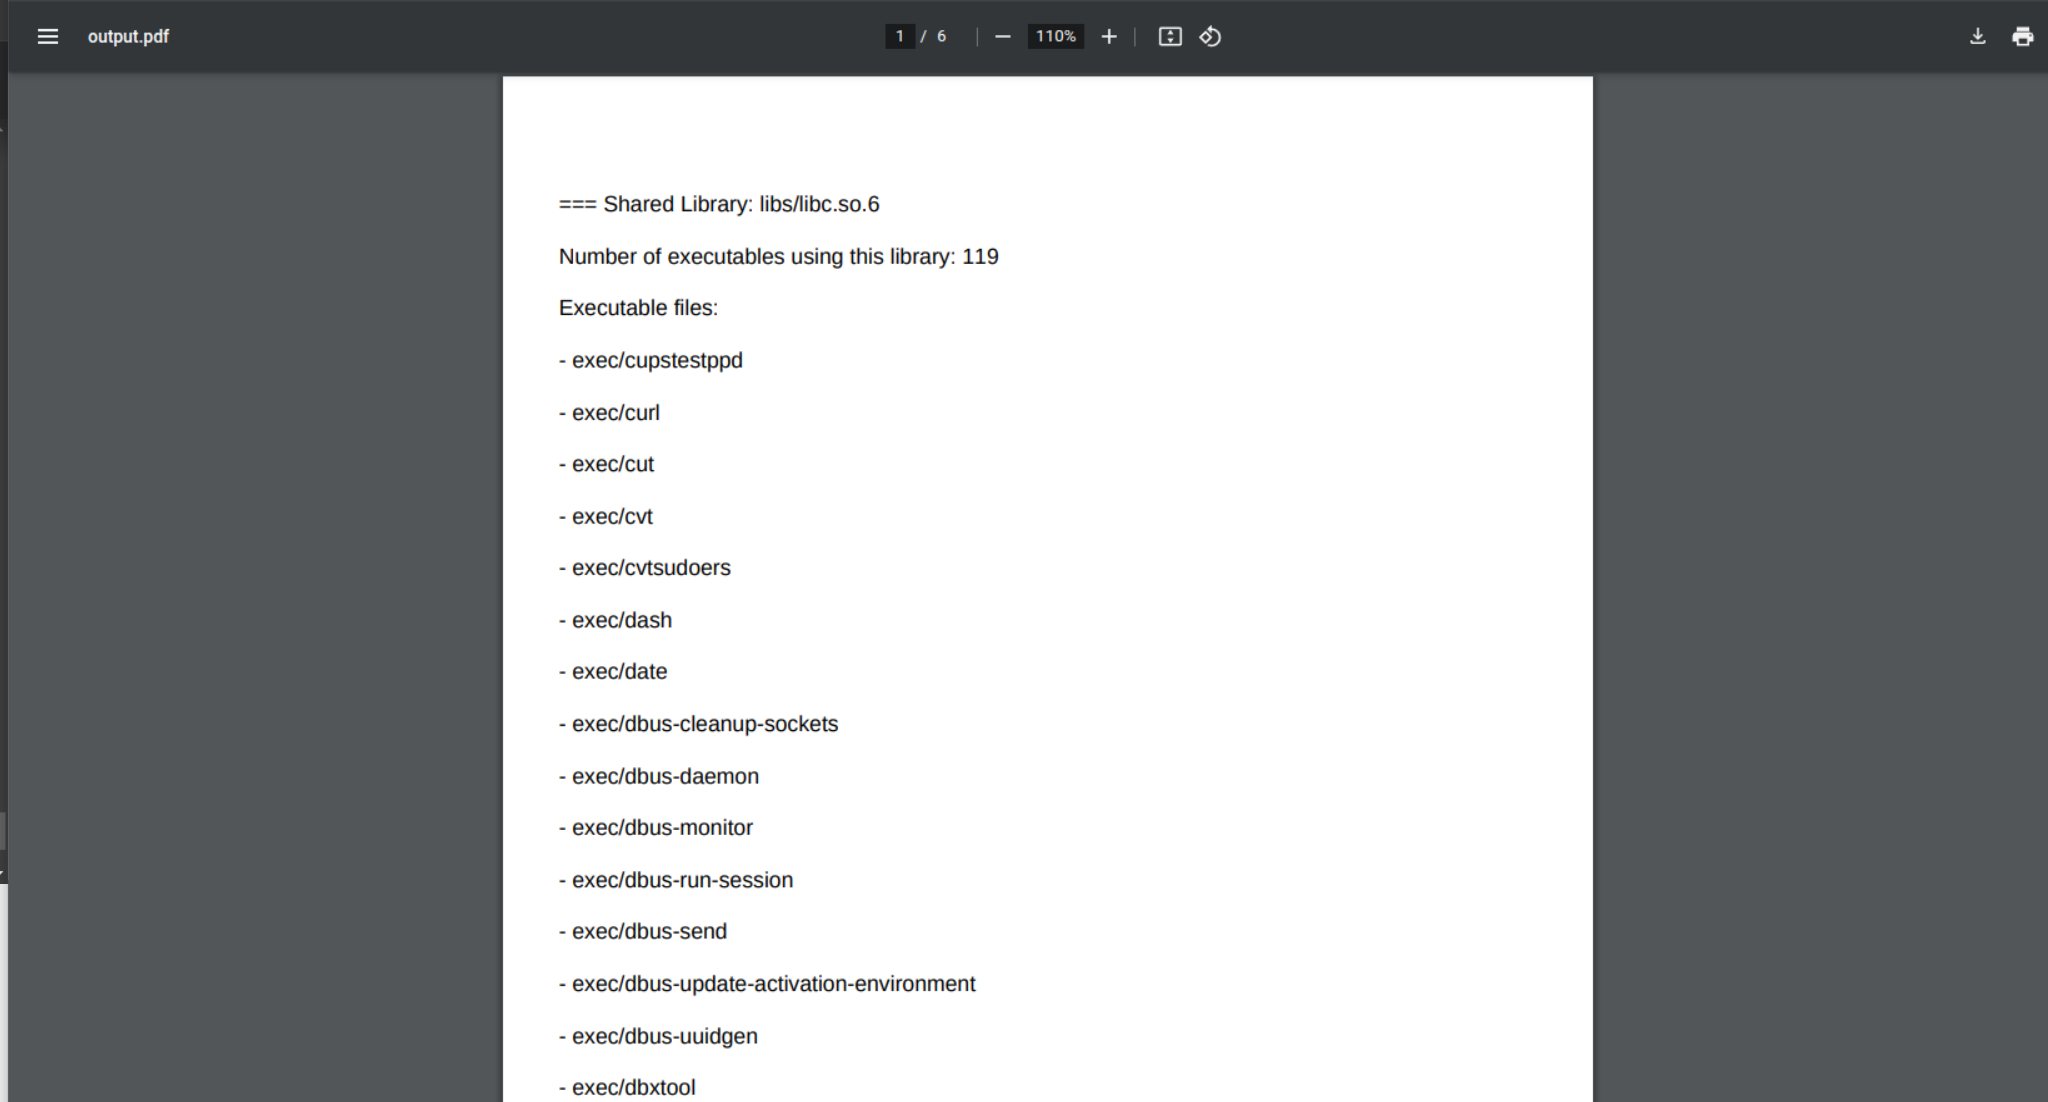 output.pdf
1 / 6
110%
=== Shared Library: libs/libc.so.6
Number of executables using this library: 119
Executable files:
- exec/cupstestppd
- exec/curl
- exec/cut
- exec/cvt
- exec/cvtsudoers
- exec/dash
- exec/date
- exec/dbus-cleanup-sockets
- exec/dbus-daemon
- exec/dbus-monitor
- exec/dbus-run-session
- exec/dbus-send
- exec/dbus-update-activation-environment
- exec/dbus-uuidgen
- exec/dbxtool